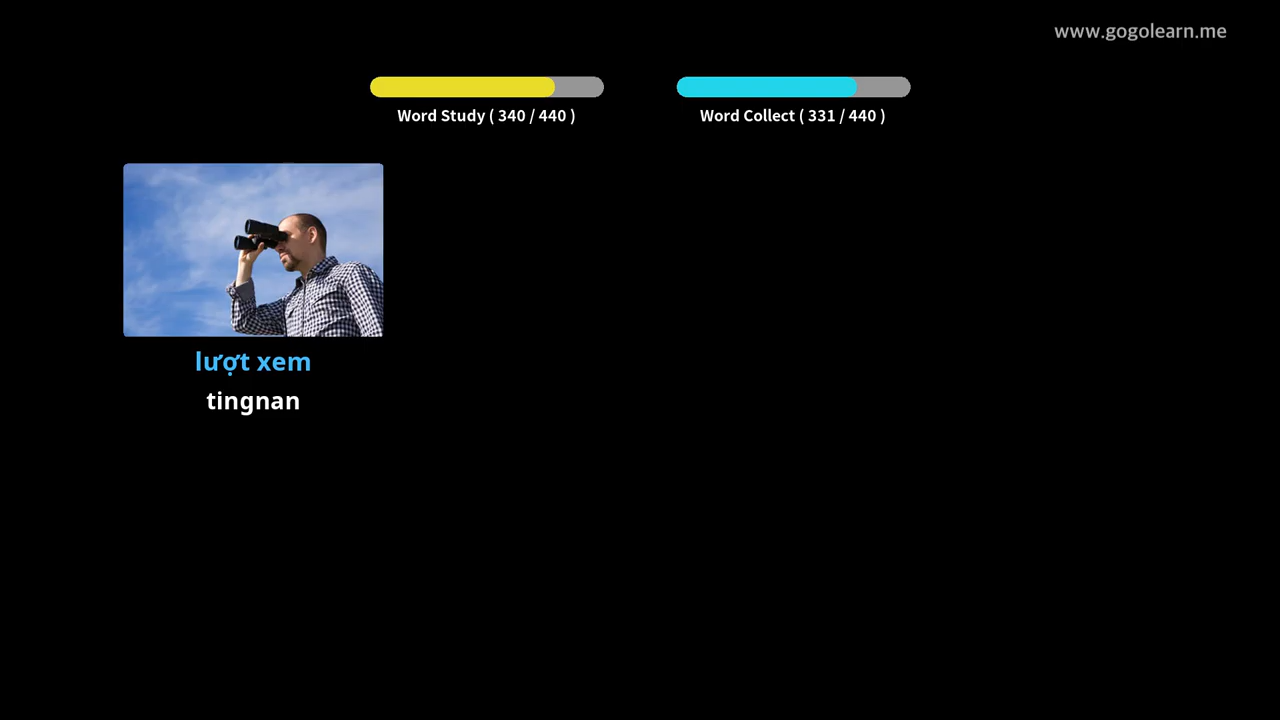 www.gogolearn.me
Word Study ( 340 / 440 )
Word Collect ( 331 / 440 )
lượt xem
tingnan